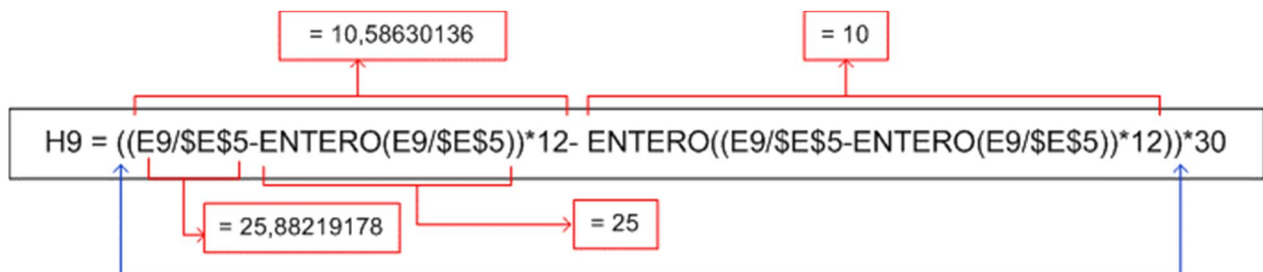 = 10,58630136
= 10
H9 = ((E9/$E$5-ENTERO(E9/$E$5))*12- ENTERO((E9/$E$5-ENTERO(E9/$E$5))*12))*30
= 25,88219178
= 25